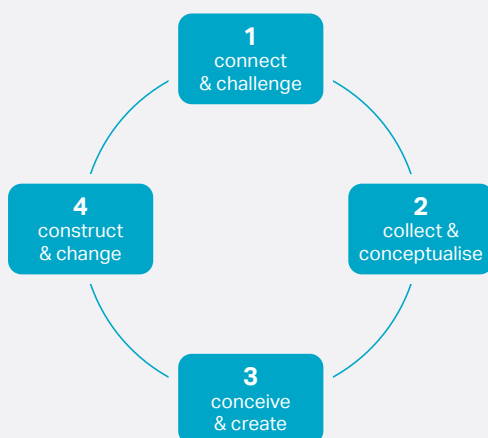 1
connect
& challenge
2
collect &
conceptualise
3
conceive
& create
4
construct
& change